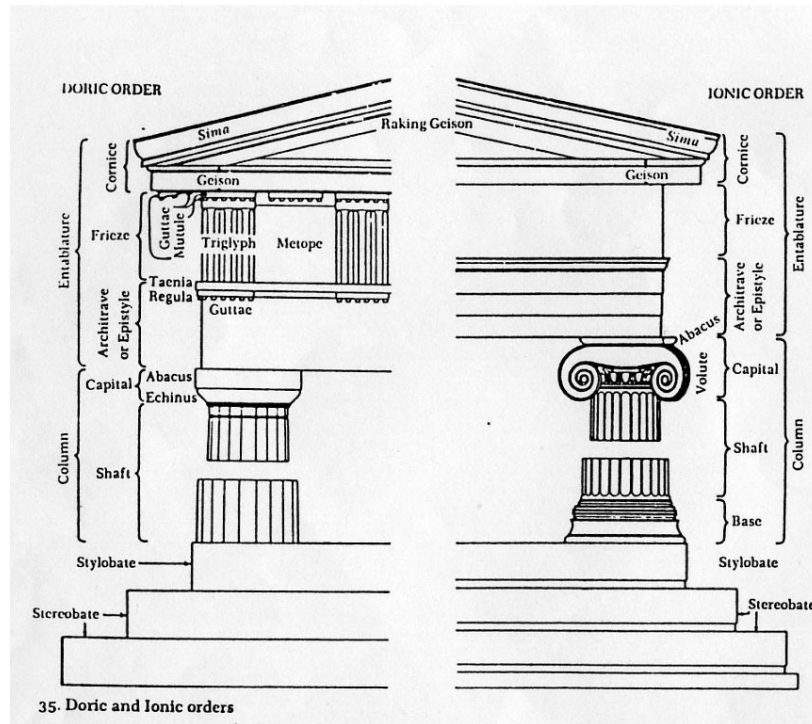 DORIC ORDER
IONIC ORDER
Sima
Raking Geison
Sima
Cornice
Geison
Geison
Cornice
Entablature
Frieze
Guttae
Mutule
Triglyph
Metope
Frieze
Entablature
Taenia
Regula
Guttae
Architrave
or Epistyle
Architrave
or Epistyle
Abacus
Capital
Abacus
Echinus
Volute
Capital
Column
Shaft
Shaft
Column
Base
Stylobate
Stylobate
Stereobate
Stereobate
35. Doric and Ionic orders